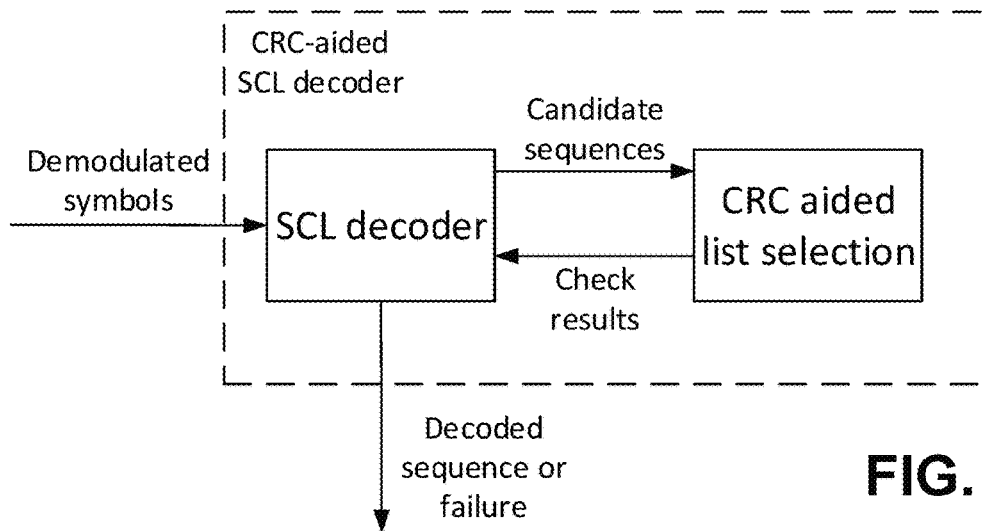 CRC-aided
SCL decoder
Demodulated
symbols
SCL decoder
Candidate
sequences
CRC aided
list selection
Check
results
Decoded
sequence or
failure
FIG.